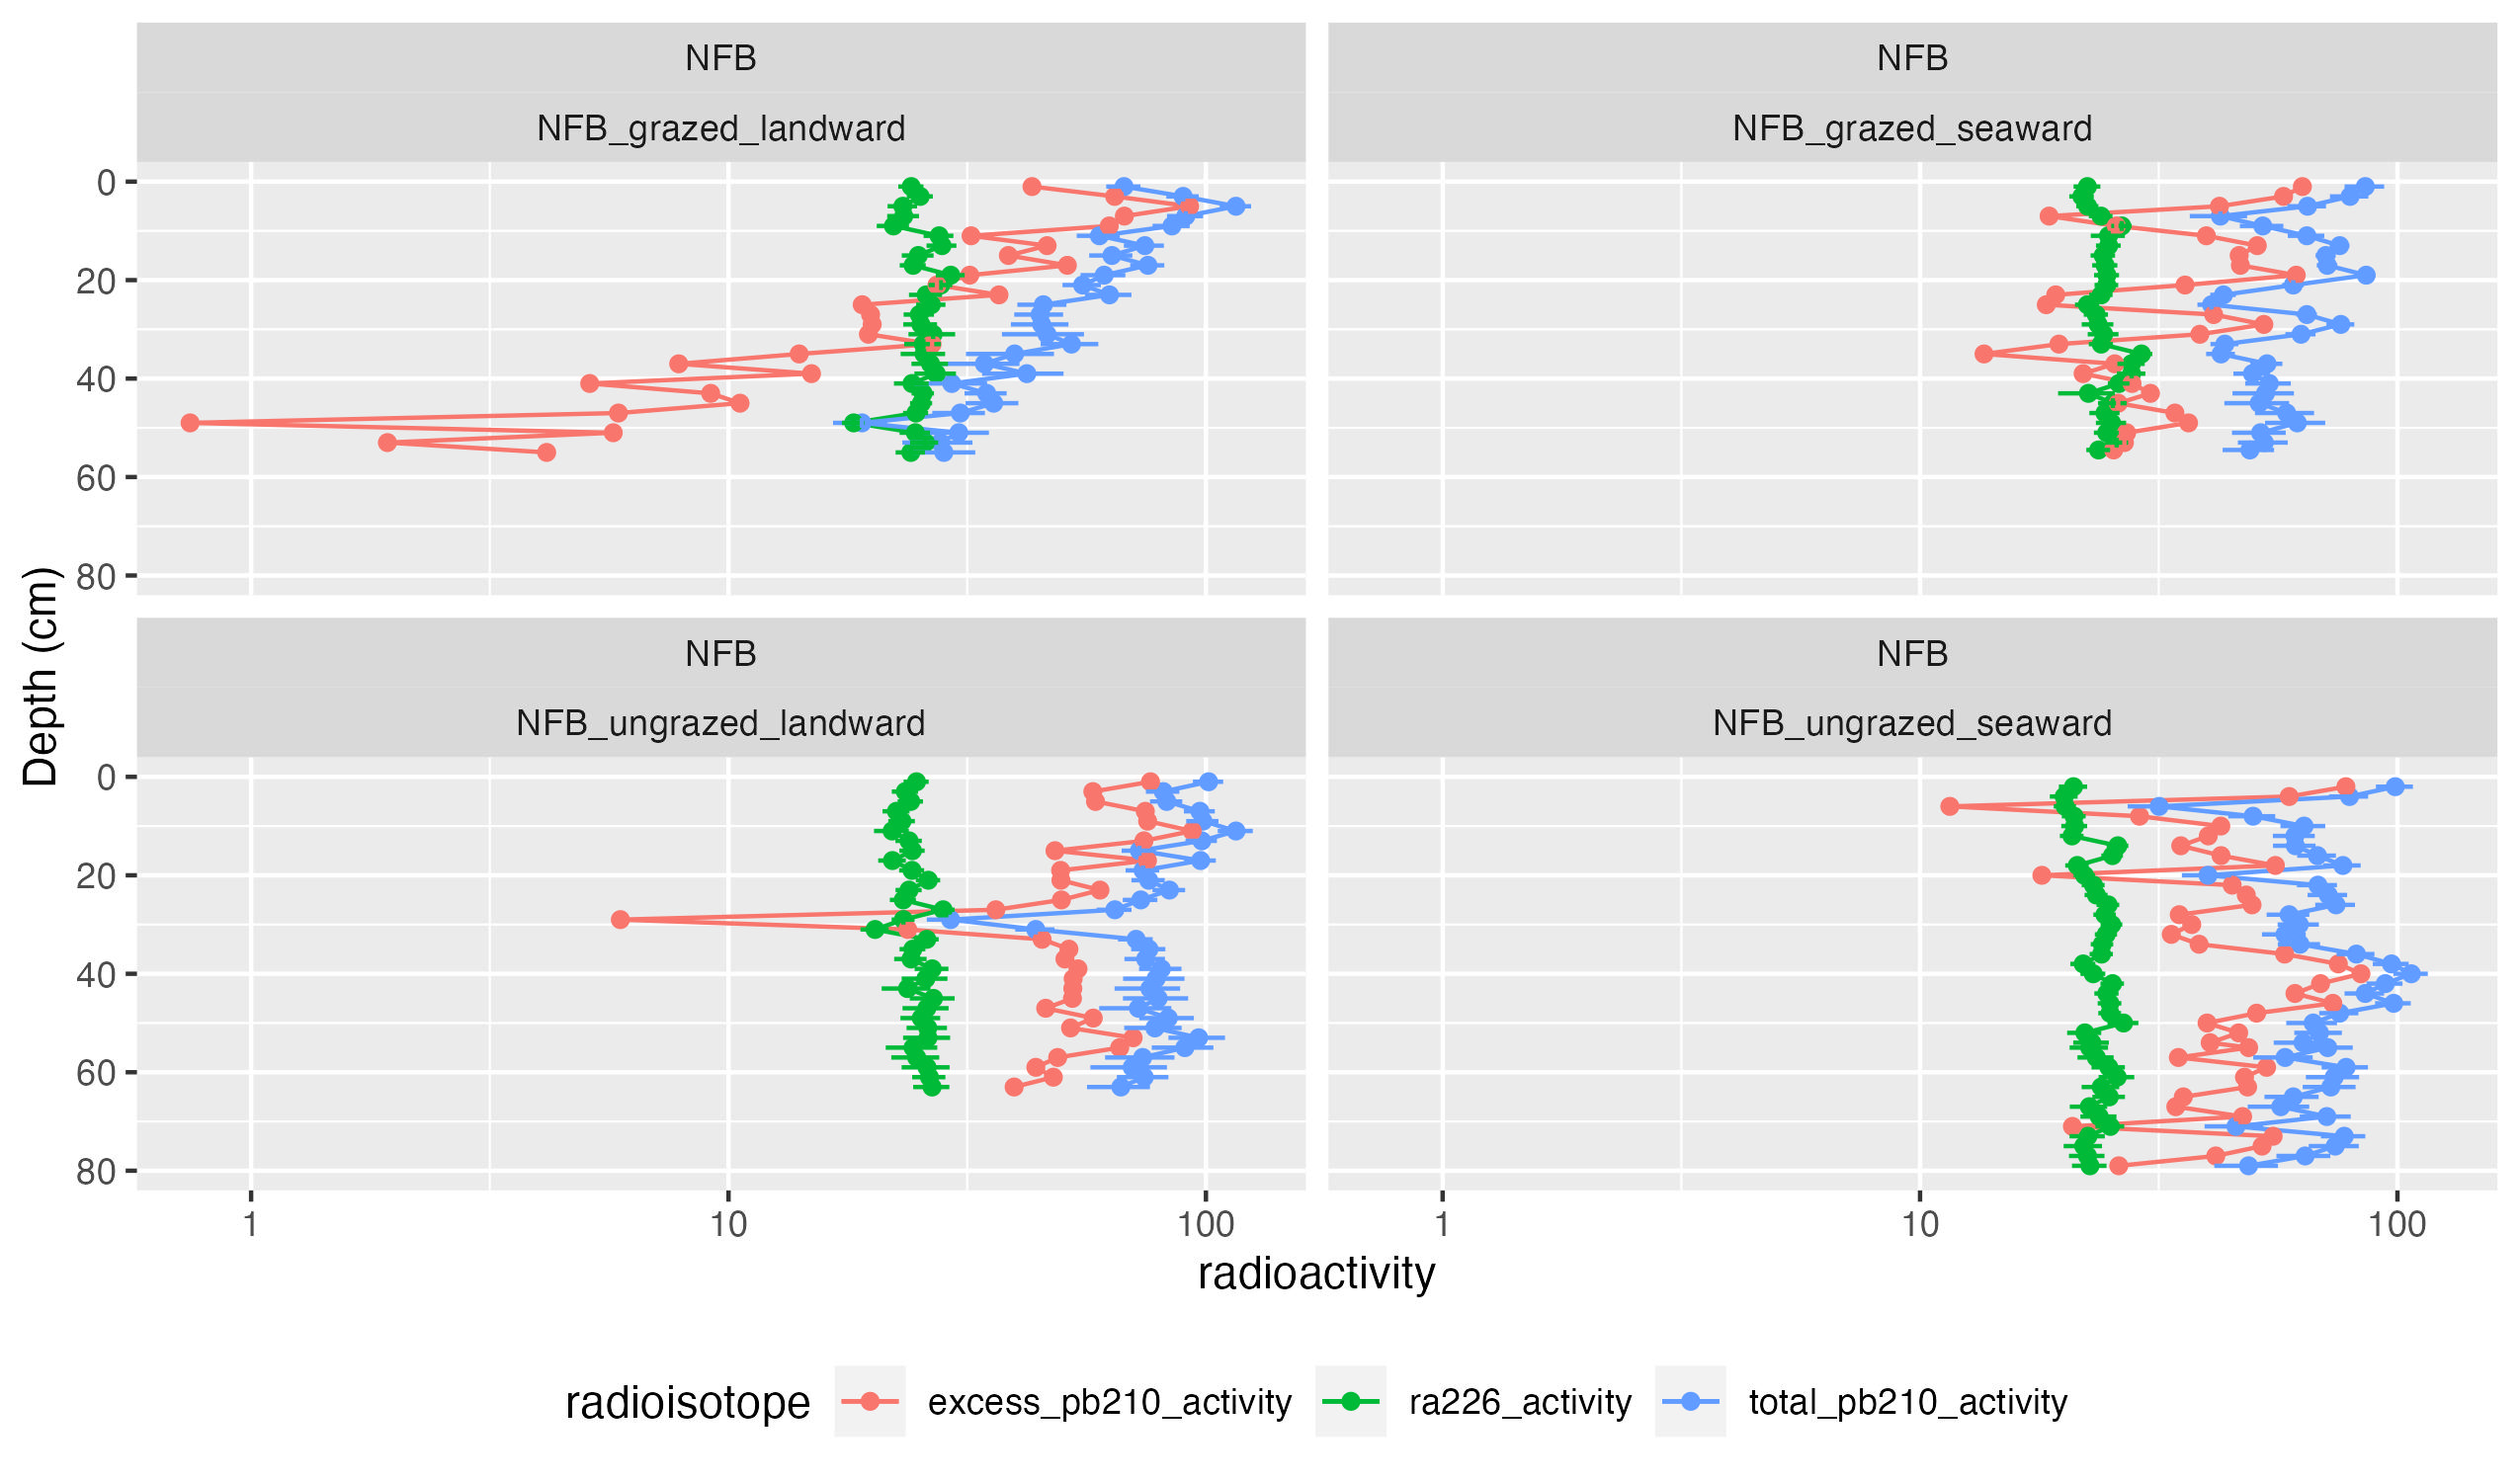 NFB
NFB
NFB_grazed_landward
NFB_grazed_seaward
0
20
40
60
80
NFB
NFB
NFB_ungrazed_landward
NFB_ungrazed_seaward
0
20
40
60
80
Depth (cm)
1
10
100
1
10
100
radioactivity
radioisotope
excess_pb210_activity
ra226_activity
total_pb210_activity